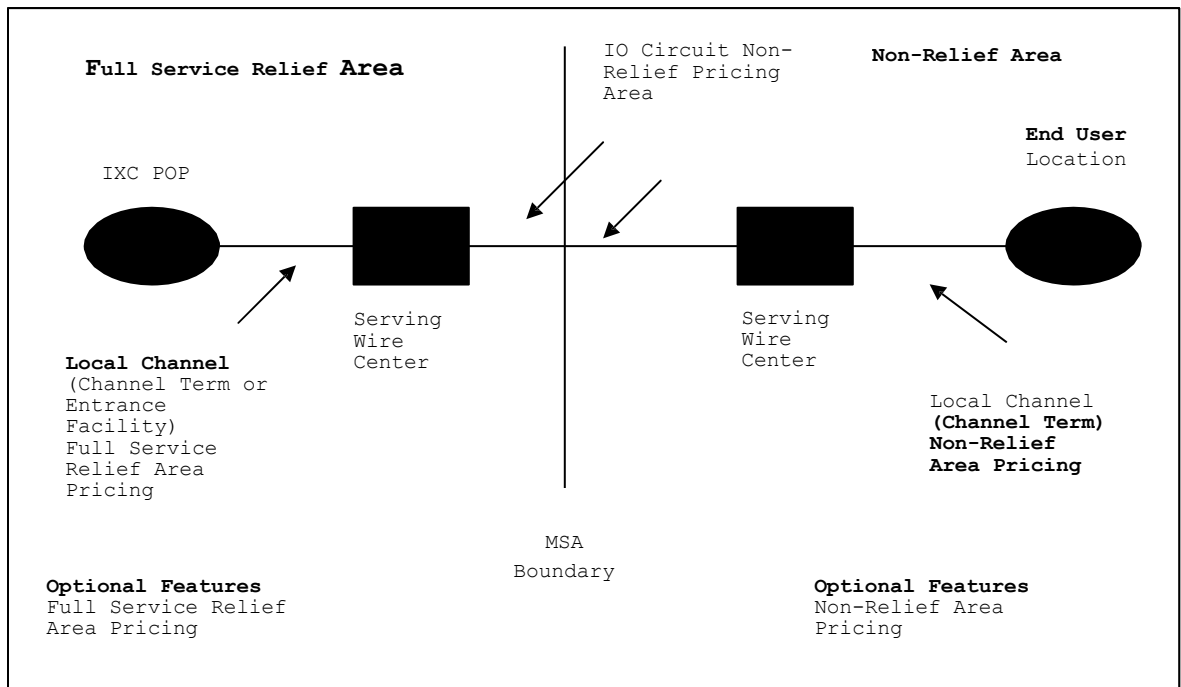 Full Service Relief Area
IO Circuit Non-
Relief Pricing
Area
Non-Relief Area
IXC POP
End User
Location
Serving
Wire
Center
Serving
Wire
Center
Local Channel
(Channel Term or
Entrance
Facility)
Full Service
Relief Area
Pricing
Local Channel
(Channel Term)
Non-Relief
Area Pricing
MSA
Boundary
Optional Features
Full Service Relief
Area Pricing
Optional Features
Non-Relief Area
Pricing